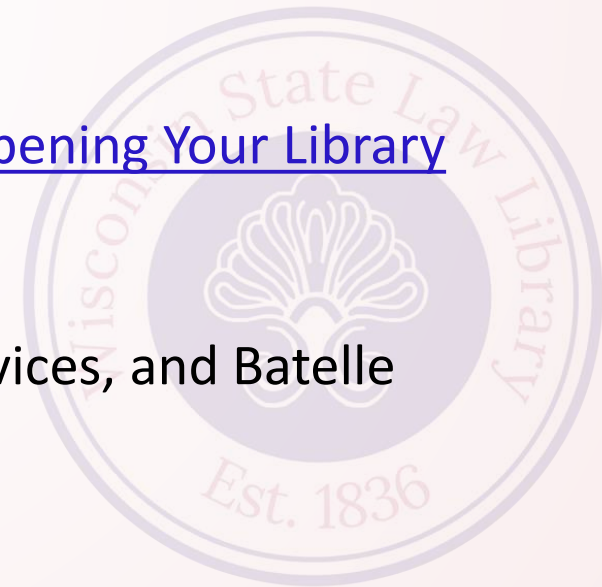 pening Your Library
vices, and Batelle
Wisconsin State Law Library
Est. 1836